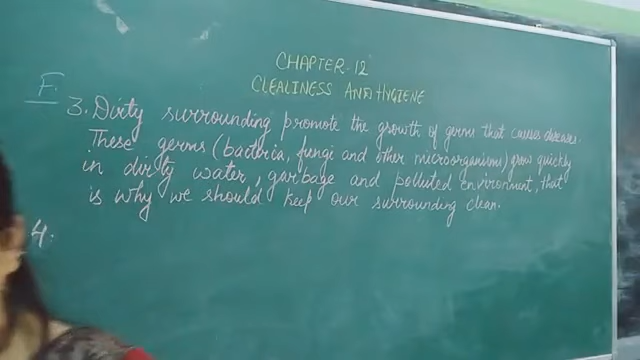 CHAPTER-12
CLEALINESS AND HYGIENE
F.
3. Dirty surrounding promote the growth of germs that causes diseases.
These germs (bacteria, fungi and other microorganisms) grow quickly
in dirty water, garbage and polluted environment, that
is why we should keep our surrounding clean.
4.